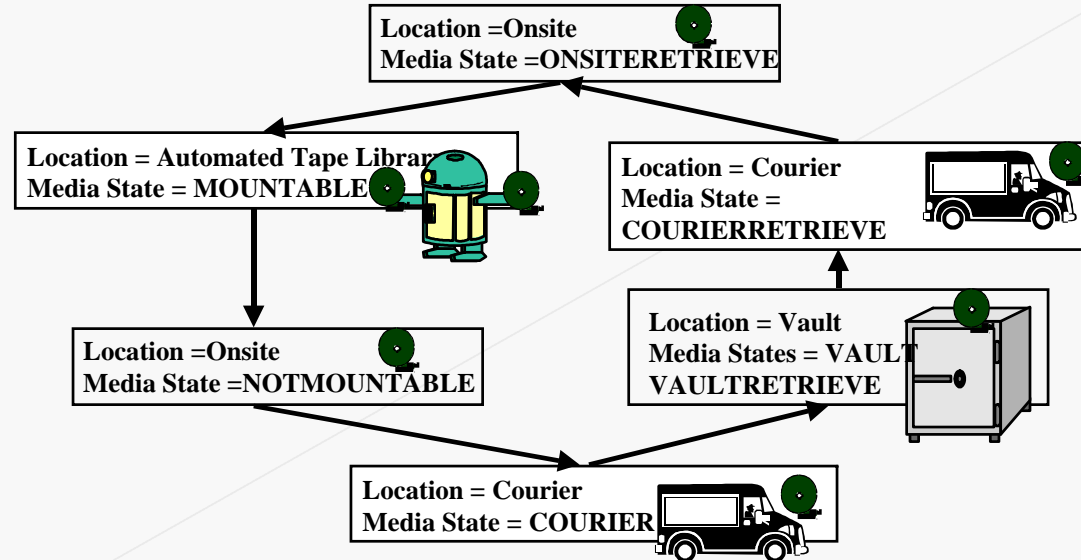 Location =Onsite
Media State =ONSITERETRIEVE
Location = Automated Tape Librar
Media State = MOUNTABLE
Location = Courier
Media State =
COURIERRETRIEVE
Location = Vault
Media States = VAULT
VAULTRETRIEVE
Location =Onsite
Media State =NOTMOUNTABLE
Location = Courier
Media State = COURIER